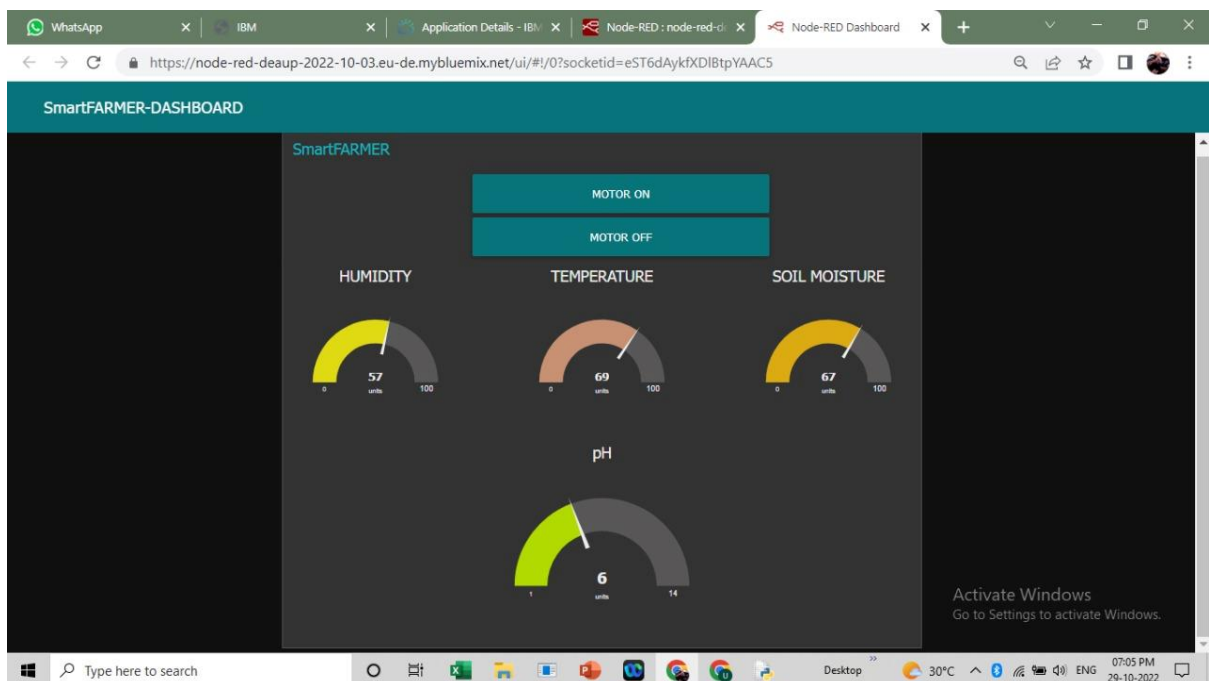 WhatsApp
IBM
Application Details - IBM
Node-RED : node-red-de
Node-RED Dashboard
https://node-red-deaup-2022-10-03.eu-de.mybluemix.net/ui/#!/0?socketid=eST6dAykfXDlBtpYAAC5
SmartFARMER-DASHBOARD
SmartFARMER
MOTOR ON
MOTOR OFF
HUMIDITY
TEMPERATURE
SOIL MOISTURE
57
units
0
100
69
units
0
100
67
units
0
100
pH
6
units
1
14
Activate Windows
Go to Settings to activate Windows.
Type here to search
Desktop
30°C
ENG
07:05 PM
29-10-2022